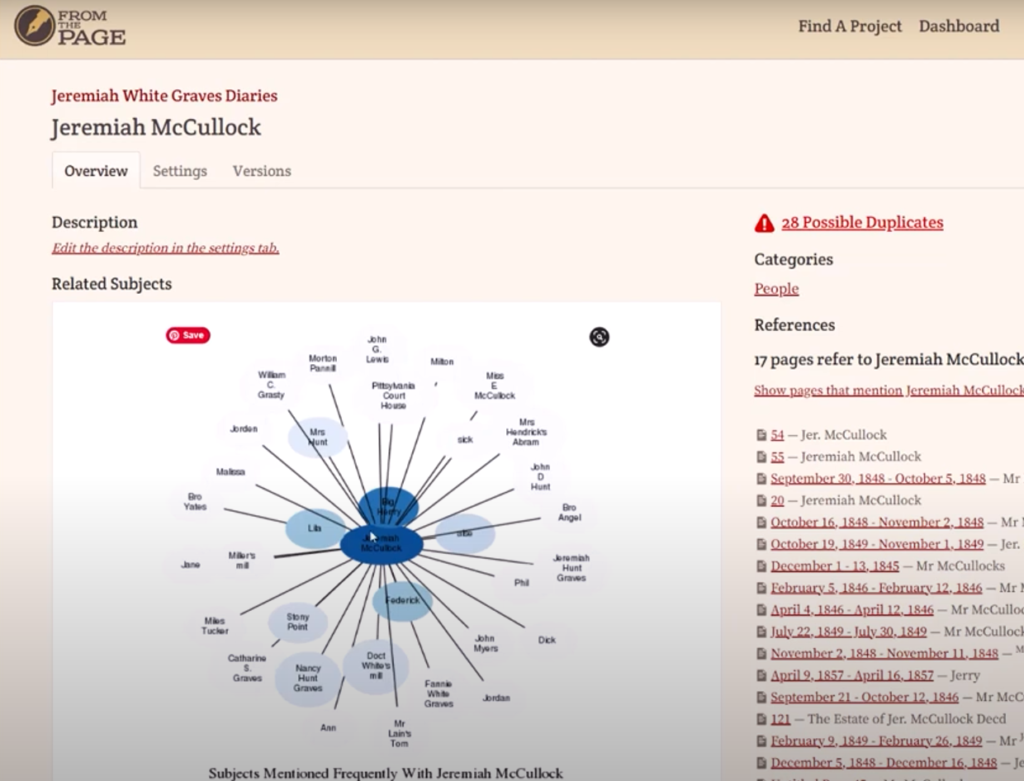 FROM
THE
PAGE
Find A Project
Dashboard
Jeremiah White Graves Diaries
Jeremiah McCullock
Overview
Settings
Versions
Description
Edit the description in the settings tab.
Related Subjects
Save
John
G.
Lewis
Morton
Pannill
Milton
William
C.
Grasty
Pittsylvania
Court
House
Miss
E
McCullock
Jorden
Mrs
Hunt
sick
Mrs
Hendrick's
Abram
Malissa
John
D
Hunt
Bro
Yates
Big
Harry
Bro
Angel
Lila
Jeremiah
McCullock
Jane
Miller's
mill
Jeremiah
Hunt
Graves
Phil
Federick
Miles
Tucker
Stony
Point
John
Myers
Dick
Catharine
S.
Graves
Nancy
Hunt
Graves
Doct
White's
mill
Fannie
White
Graves
Jordan
Ann
Mr
Lain's
Tom
Subjects Mentioned Frequently With Jeremiah McCullock
28 Possible Duplicates
Categories
People
References
17 pages refer to Jeremiah McCullock
Show pages that mention Jeremiah McCullock
54 — Jer. McCullock
55 — Jeremiah McCullock
September 30, 1848 - October 5, 1848 — Mr
20 — Jeremiah McCullock
October 16, 1848 - November 2, 1848 — Mr
October 19, 1849 - November 1, 1849 — Jer.
December 1 - 13, 1845 — Mr McCullocks
February 5, 1846 - February 12, 1846 — Mr
April 4, 1846 - April 12, 1846 — Mr McCullo
July 22, 1849 - July 30, 1849 — Mr McCullock
November 2, 1848 - November 11, 1848 — M
April 9, 1857 - April 16, 1857 — Jerry
September 21 - October 12, 1846 — Mr McC
121 — The Estate of Jer. McCullock Decd
February 9, 1849 - February 26, 1849 — Mr
December 5, 1848 - December 16, 1848 — Je